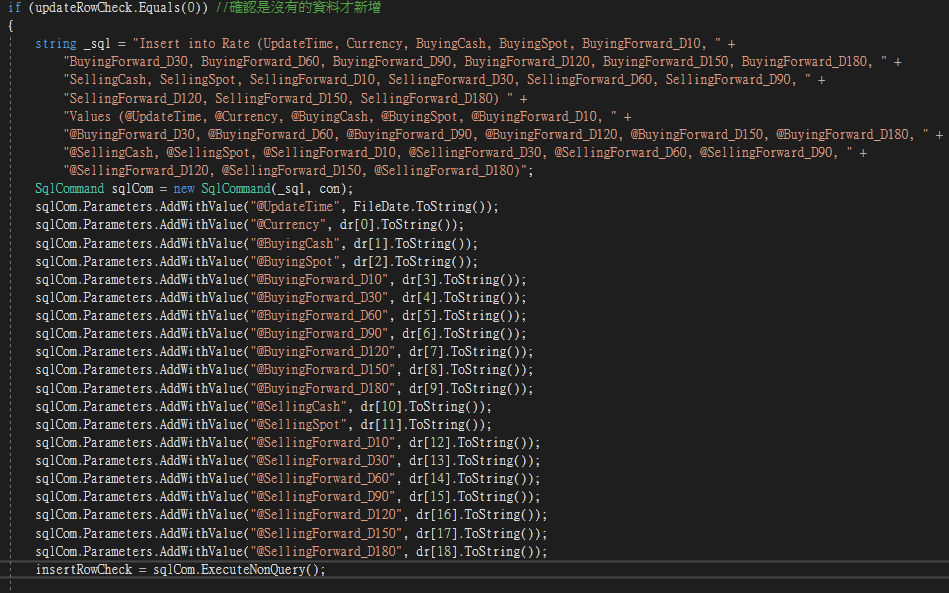 if (updateRowCheck.Equals(0)) //確認是沒有的資料才新增
{
string _sql = "Insert into Rate (UpdateTime, Currency, BuyingCash, BuyingSpot, BuyingForward_D10, " +
"BuyingForward_D30, BuyingForward_D60, BuyingForward_D90, BuyingForward_D120, BuyingForward_D150, BuyingForward_D180, " +
"SellingCash, SellingSpot, SellingForward_D10, SellingForward_D30, SellingForward_D60, SellingForward_D90, " +
"SellingForward_D120, SellingForward_D150, SellingForward_D180) " +
"Values (@UpdateTime, @Currency, @BuyingCash, @BuyingSpot, @BuyingForward_D10, " +
"@BuyingForward_D30, @BuyingForward_D60, @BuyingForward_D90, @BuyingForward_D120, @BuyingForward_D150, @BuyingForward_D180, " +
"@SellingCash, @SellingSpot, @SellingForward_D10, @SellingForward_D30, @SellingForward_D60, @SellingForward_D90, " +
"@SellingForward_D120, @SellingForward_D150, @SellingForward_D180)";
SqlCommand sqlCom = new SqlCommand(_sql, con);
sqlCom.Parameters.AddWithValue("@UpdateTime", FileDate.ToString());
sqlCom.Parameters.AddWithValue("@Currency", dr[0].ToString());
sqlCom.Parameters.AddWithValue("@BuyingCash", dr[1].ToString());
sqlCom.Parameters.AddWithValue("@BuyingSpot", dr[2].ToString());
sqlCom.Parameters.AddWithValue("@BuyingForward_D10", dr[3].ToString());
sqlCom.Parameters.AddWithValue("@BuyingForward_D30", dr[4].ToString());
sqlCom.Parameters.AddWithValue("@BuyingForward_D60", dr[5].ToString());
sqlCom.Parameters.AddWithValue("@BuyingForward_D90", dr[6].ToString());
sqlCom.Parameters.AddWithValue("@BuyingForward_D120", dr[7].ToString());
sqlCom.Parameters.AddWithValue("@BuyingForward_D150", dr[8].ToString());
sqlCom.Parameters.AddWithValue("@BuyingForward_D180", dr[9].ToString());
sqlCom.Parameters.AddWithValue("@SellingCash", dr[10].ToString());
sqlCom.Parameters.AddWithValue("@SellingSpot", dr[11].ToString());
sqlCom.Parameters.AddWithValue("@SellingForward_D10", dr[12].ToString());
sqlCom.Parameters.AddWithValue("@SellingForward_D30", dr[13].ToString());
sqlCom.Parameters.AddWithValue("@SellingForward_D60", dr[14].ToString());
sqlCom.Parameters.AddWithValue("@SellingForward_D90", dr[15].ToString());
sqlCom.Parameters.AddWithValue("@SellingForward_D120", dr[16].ToString());
sqlCom.Parameters.AddWithValue("@SellingForward_D150", dr[17].ToString());
sqlCom.Parameters.AddWithValue("@SellingForward_D180", dr[18].ToString());
insertRowCheck = sqlCom.ExecuteNonQuery();